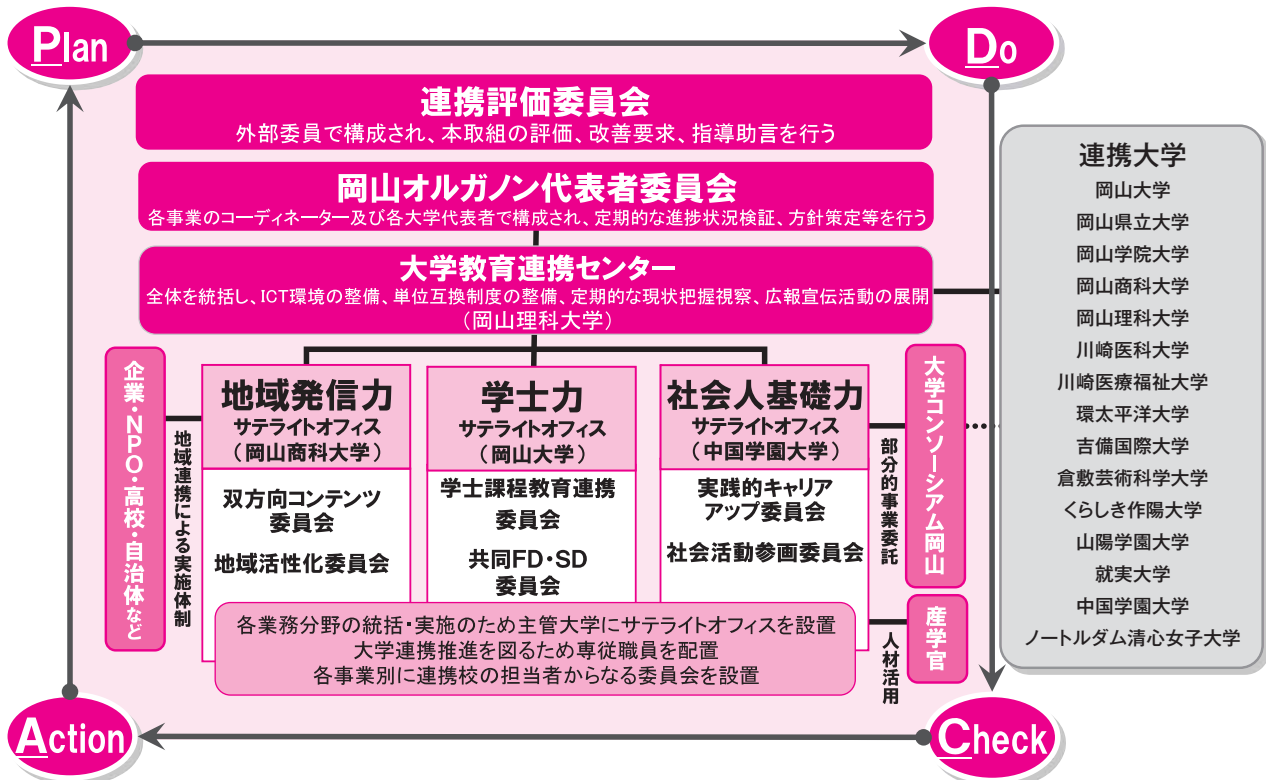 Plan
Do
連携評価委員会
外部委員で構成され、本取組の評価、改善要求、指導助言を行う
岡山オルガノン代表者委員会
各事業のコーディネーター及び各大学代表者で構成され、定期的な進捗状況検証、方針策定等を行う
大学教育連携センター
全体を統括し、ICT環境の整備、単位互換制度の整備、定期的な現状把握視察、広報宣伝活動の展開
（岡山理科大学）
企業・NPO・高校・自治体など
地域連携による実施体制
地域発信力
サテライトオフィス
（岡山商科大学）
双方向コンテンツ
委員会
地域活性化委員会
学士力
サテライトオフィス
（岡山大学）
学士課程教育連携
委員会
共同FD・SD
委員会
社会人基礎力
サテライトオフィス
（中国学園大学）
実践的キャリア
アップ委員会
社会活動参画委員会
部分的事業委託
大学コンソーシアム岡山
人材活用
産学官
各業務分野の統括・実施のため主管大学にサテライトオフィスを設置
大学連携推進を図るため専従職員を配置
各事業別に連携校の担当者からなる委員会を設置
連携大学
岡山大学
岡山県立大学
岡山学院大学
岡山商科大学
岡山理科大学
川崎医科大学
川崎医療福祉大学
環太平洋大学
吉備国際大学
倉敷芸術科学大学
くらしき作陽大学
山陽学園大学
就実大学
中国学園大学
ノートルダム清心女子大学
Action
Check